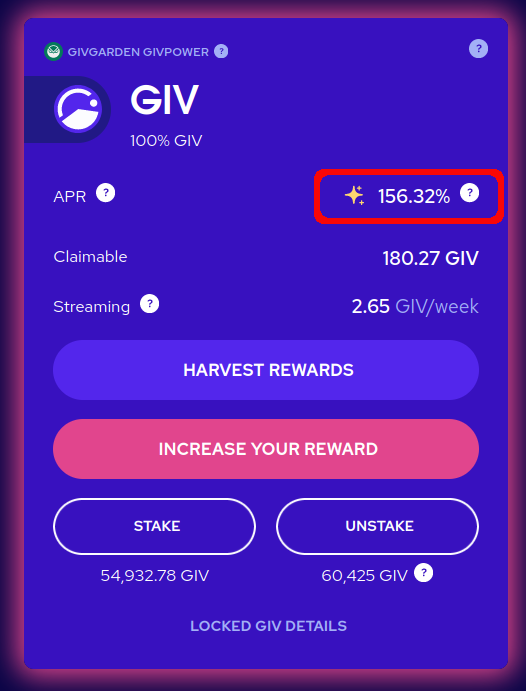 GIVGARDEN GIVPOWER ?
?
GIV
100% GIV
APR ? 156.32% ?
Claimable 180.27 GIV
Streaming ? 2.65 GIV/week
HARVEST REWARDS
INCREASE YOUR REWARD
STAKE UNSTAKE
54,932.78 GIV 60,425 GIV ?
LOCKED GIV DETAILS